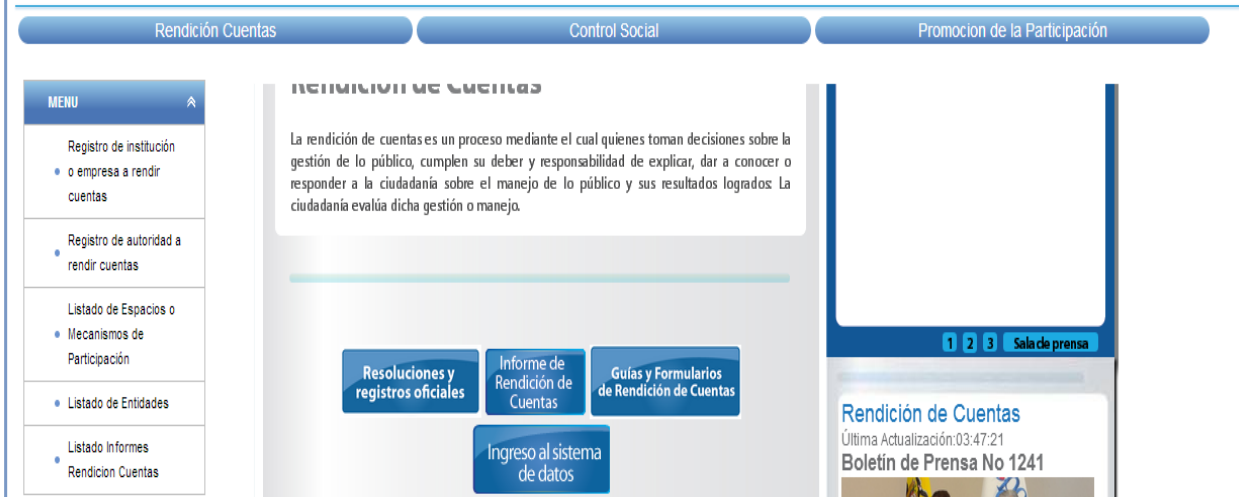 Rendición Cuentas
Control Social
Promocion de la Participación
MENU
Registro de institución
o empresa a rendir
cuentas
Registro de autoridad a
rendir cuentas
Listado de Espacios o
Mecanismos de
Participación
Listado de Entidades
Listado Informes
Rendicion Cuentas
Rendición de Cuentas
La rendición de cuentas es un proceso mediante el cual quienes toman decisiones sobre la
gestión de lo público, cumplen su deber y responsabilidad de explicar, dar a conocer o
responder a la ciudadanía sobre el manejo de lo público y sus resultados logrados: La
ciudadanía evalúa dicha gestión o manejo.
Resoluciones y
registros oficiales
Informe de
Rendición de
Cuentas
Guías y Formularios
de Rendición de Cuentas
Ingreso al sistema
de datos
1 2 3 Sala de prensa
Rendición de Cuentas
Última Actualización:03:47:21
Boletín de Prensa No 1241